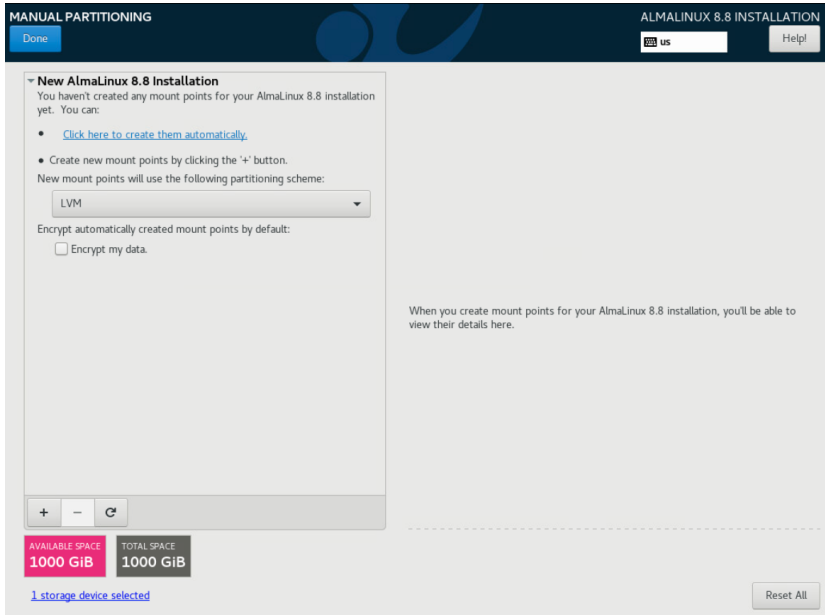 MANUAL PARTITIONING
ALMALINUX 8.8 INSTALLATION
Done
us
Help!
New AlmaLinux 8.8 Installation
You haven't created any mount points for your AlmaLinux 8.8 installation
yet. You can:
• Click here to create them automatically.
• Create new mount points by clicking the '+' button.
New mount points will use the following partitioning scheme:
LVM
Encrypt automatically created mount points by default:
Encrypt my data.
When you create mount points for your AlmaLinux 8.8 installation, you'll be able to
view their details here.
+ −
AVAILABLE SPACE
1000 GiB
TOTAL SPACE
1000 GiB
1 storage device selected
Reset All